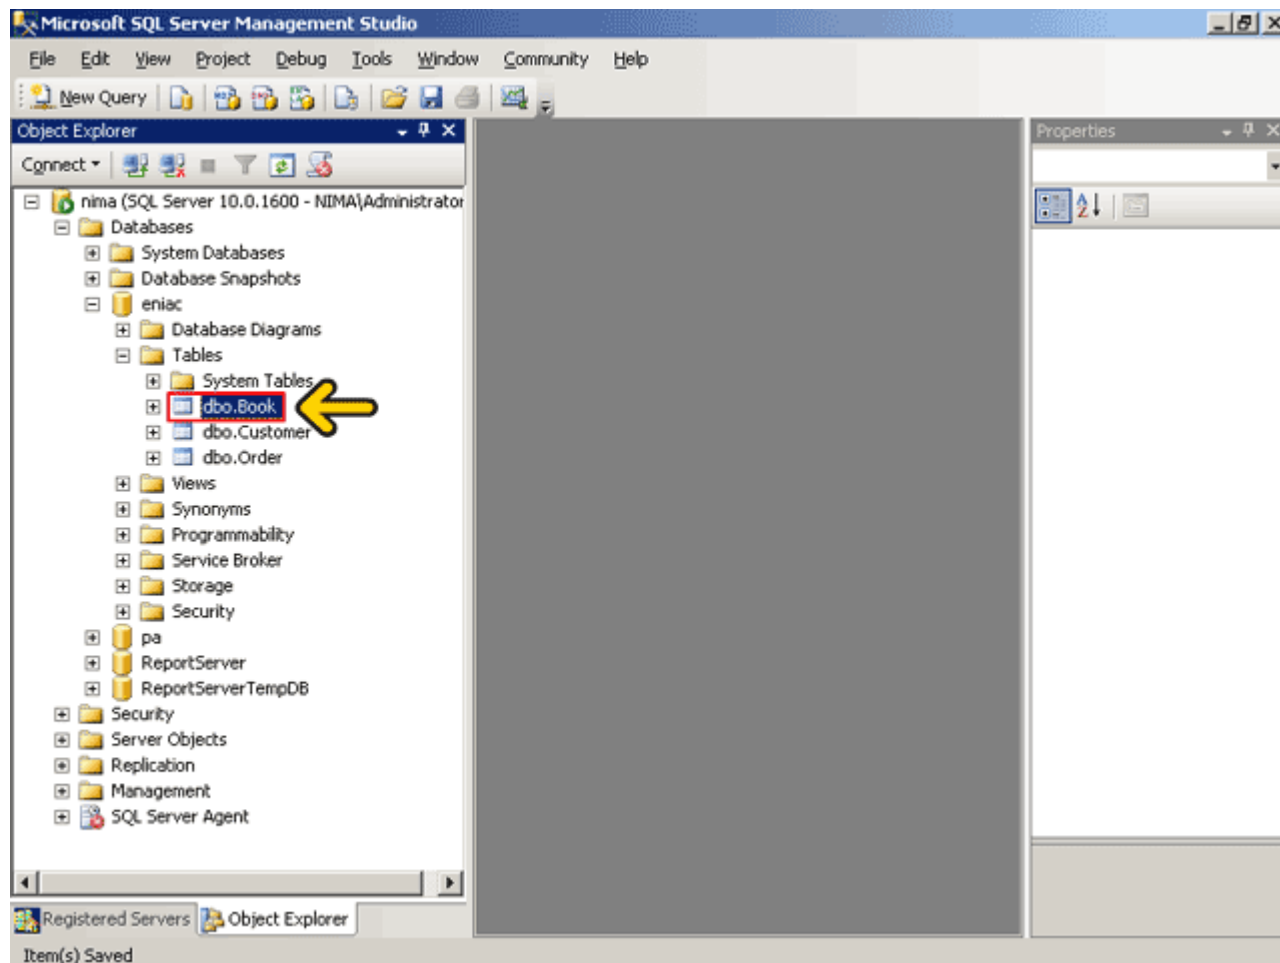 Microsoft SQL Server Management Studio
File Edit View Project Debug Tools Window Community Help
New Query
Object Explorer
Properties
Connect
nima (SQL Server 10.0.1600 - NIMA\Administrator
Databases
System Databases
Database Snapshots
eniac
Database Diagrams
Tables
System Tables
dbo.Book
dbo.Customer
dbo.Order
Views
Synonyms
Programmability
Service Broker
Storage
Security
pa
ReportServer
ReportServerTempDB
Security
Server Objects
Replication
Management
SQL Server Agent
Registered Servers Object Explorer
Item(s) Saved